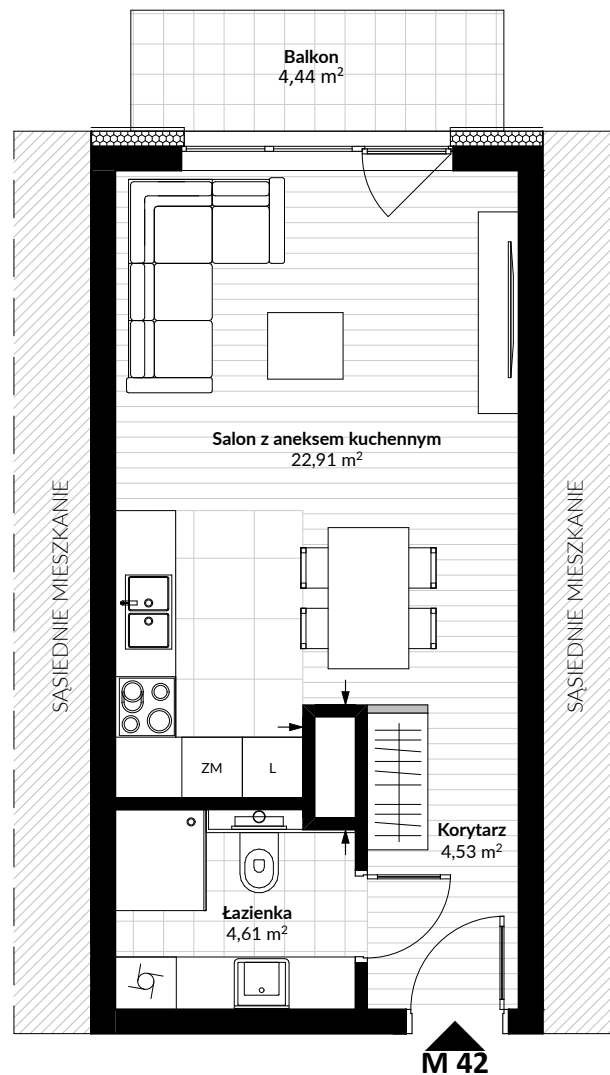 Balkon
4,44 m²
Salon z aneksem kuchennym
22,91 m²
SĄSIEDNIE MIESZKANIE
SĄSIEDNIE MIESZKANIE
ZM
L
Korytarz
4,53 m²
Łazienka
4,61 m²
M 42